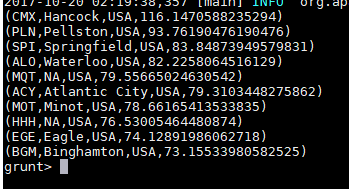 2017-10-20 02:19:38,357 [main] INFO  org.ap
(CMX,Hancock,USA,116.1470588235294)
(PLN,Pellston,USA,93.76190476190476)
(SPI,Springfield,USA,83.84873949579831)
(ALO,Waterloo,USA,82.2258064516129)
(MQT,NA,USA,79.55665024630542)
(ACY,Atlantic City,USA,79.3103448275862)
(MOT,Minot,USA,78.66165413533835)
(HHH,NA,USA,76.53005464480874)
(EGE,Eagle,USA,74.12891986062718)
(BGM,Binghamton,USA,73.15533980582525)
grunt>